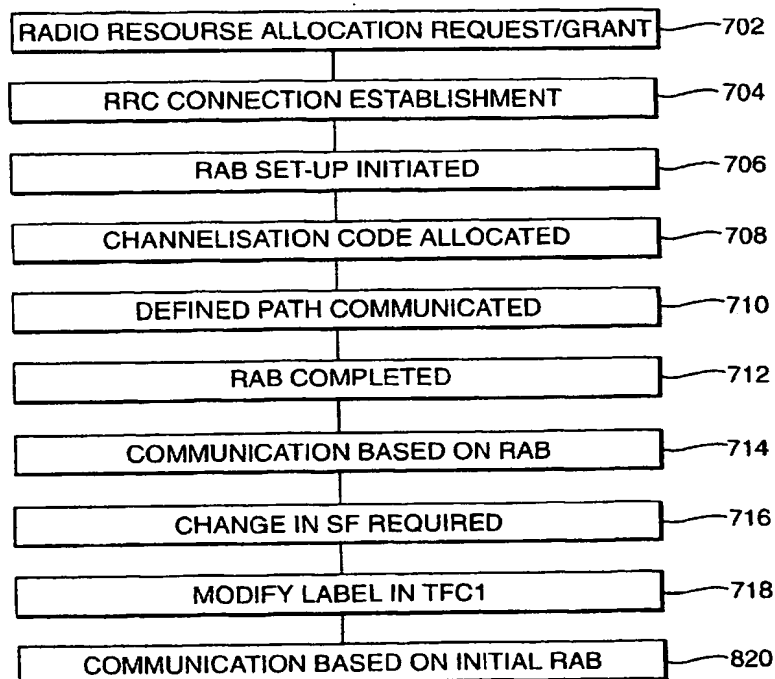 RADIO RESOURSE ALLOCATION REQUEST/GRANT 702
RRC CONNECTION ESTABLISHMENT 704
RAB SET-UP INITIATED 706
CHANNELISATION CODE ALLOCATED 708
DEFINED PATH COMMUNICATED 710
RAB COMPLETED 712
COMMUNICATION BASED ON RAB 714
CHANGE IN SF REQUIRED 716
MODIFY LABEL IN TFC1 718
COMMUNICATION BASED ON INITIAL RAB 820